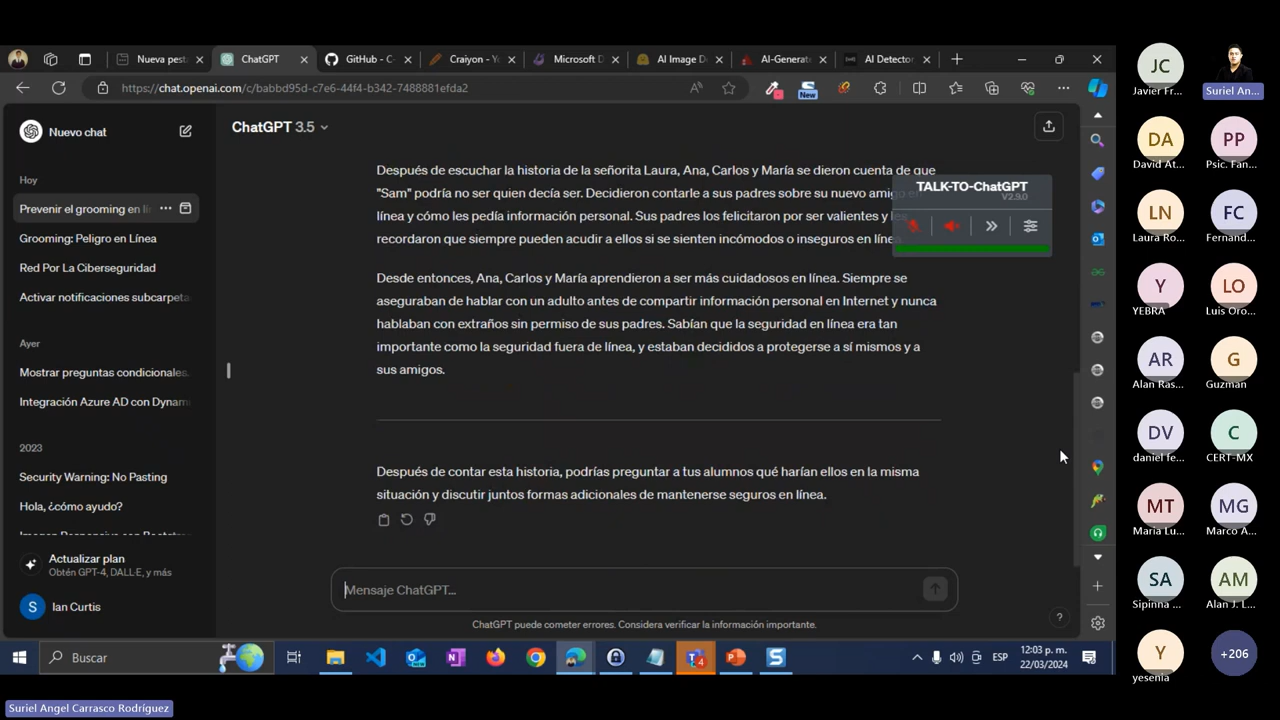 Nueva pest
ChatGPT
GitHub - C
Craiyon - Y
Microsoft D
AI Image D
AI-Generat
AI Detector
https://chat.openai.com/c/babbd95d-c7e6-44f4-b342-7488881efda2
New
Nuevo chat
Hoy
Prevenir el grooming en lí
Grooming: Peligro en Línea
Red Por La Ciberseguridad
Activar notificaciones subcarpeta
Ayer
Mostrar preguntas condicionales.
Integración Azure AD con Dynam
2023
Security Warning: No Pasting
Hola, ¿cómo ayudo?
Actualizar plan
Obtén GPT-4, DALL·E, y más
Ian Curtis
ChatGPT 3.5
Después de escuchar la historia de la señorita Laura, Ana, Carlos y María se dieron cuenta de que
"Sam" podría no ser quien decía ser. Decidieron contarle a sus padres sobre su nuevo amigo en
línea y cómo les pedía información personal. Sus padres los felicitaron por ser valientes y les
recordaron que siempre pueden acudir a ellos si se sienten incómodos o inseguros en línea.
Desde entonces, Ana, Carlos y María aprendieron a ser más cuidadosos en línea. Siempre se
aseguraban de hablar con un adulto antes de compartir información personal en Internet y nunca
hablaban con extraños sin permiso de sus padres. Sabían que la seguridad en línea era tan
importante como la seguridad fuera de línea, y estaban decididos a protegerse a sí mismos y a
sus amigos.
Después de contar esta historia, podrías preguntar a tus alumnos qué harían ellos en la misma
situación y discutir juntos formas adicionales de mantenerse seguros en línea.
Mensaje ChatGPT...
ChatGPT puede cometer errores. Considera verificar la información importante.
?
TALK-TO-ChatGPT
V2.9.0
Buscar
4
ESP
12:03 p. m.
22/03/2024
Suriel Angel Carrasco Rodríguez
JC
Javier Fr...
Suriel An...
DA
David At...
PP
Psic. Fan...
LN
Laura Ro...
FC
Fernand...
Y
YEBRA
LO
Luis Oro...
AR
Alan Ras...
G
Guzman
DV
daniel fe...
C
CERT-MX
MT
Maria Lu...
MG
Marco A...
SA
Sipinna ...
AM
Alan J. L...
Y
yesenia
+206